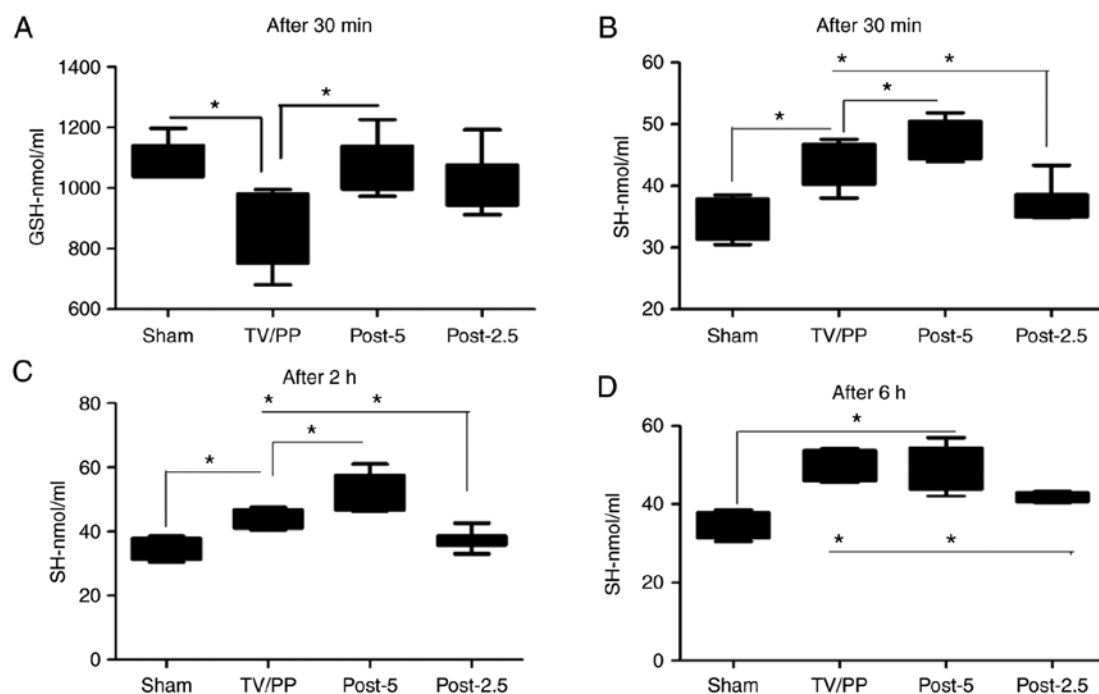 A
After 30 min
GSH-nmol/ml
1400
1200
1000
800
600
*
*
Sham TV/PP Post-5 Post-2.5
B
After 30 min
SH-nmol/ml
60
50
40
30
20
* *
*
*
Sham TV/PP Post-5 Post-2.5
C
After 2 h
SH-nmol/ml
80
60
40
20
0
* *
*
*
Sham TV/PP Post-5 Post-2.5
D
After 6 h
SH-nmol/ml
60
40
20
0
*
* *
Sham TV/PP Post-5 Post-2.5